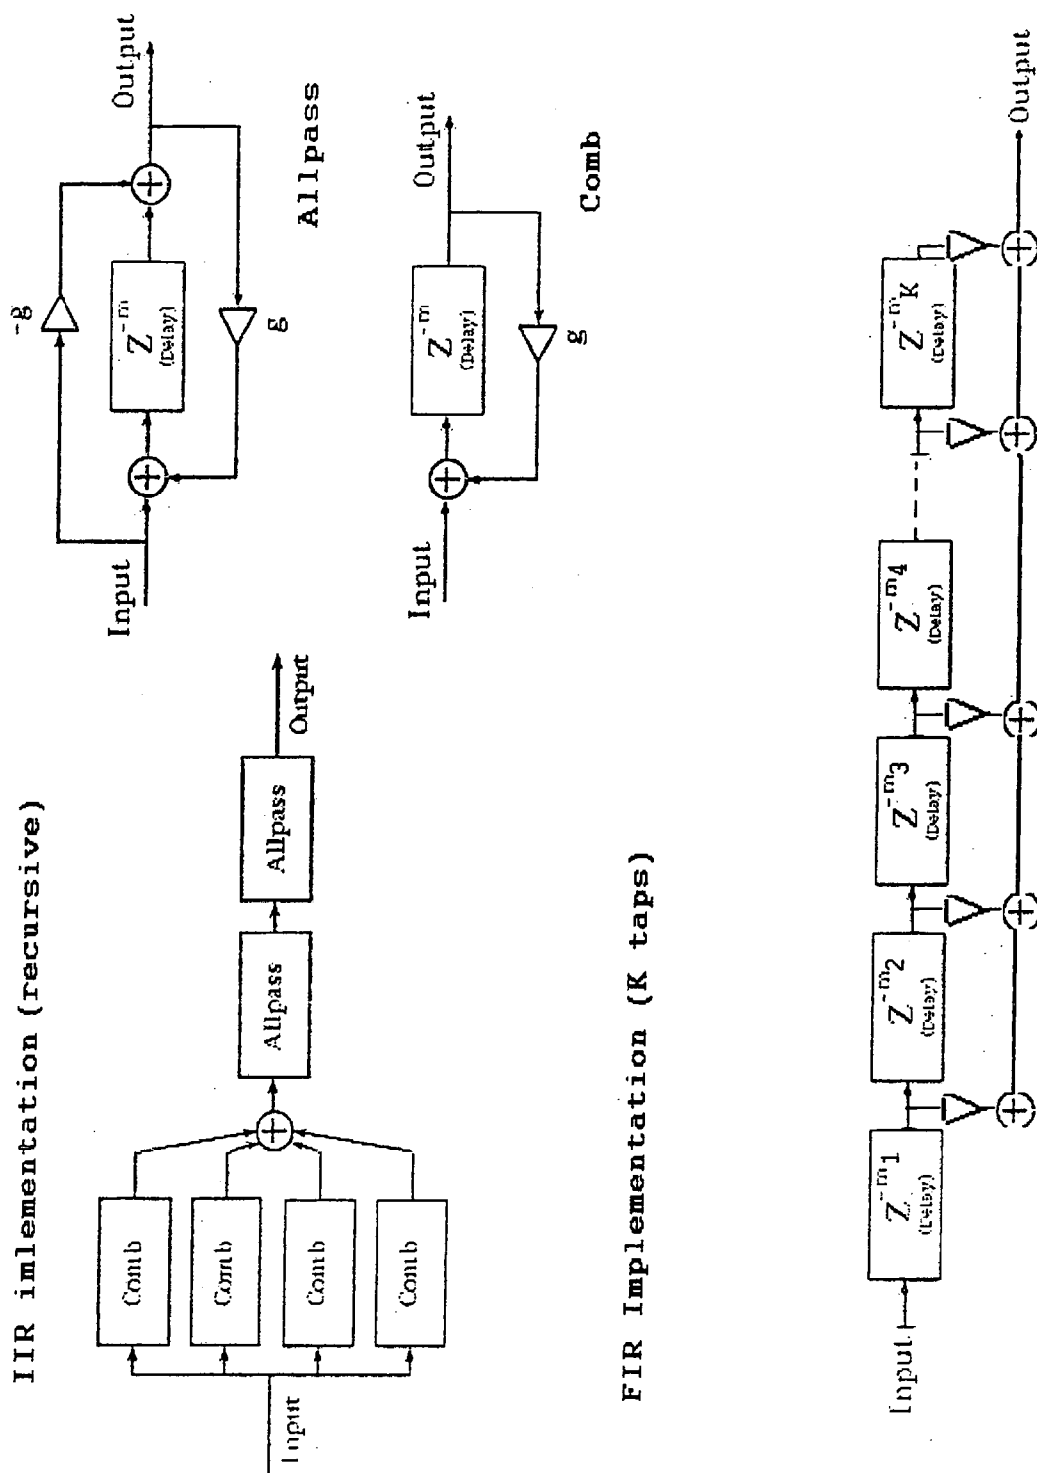 IIR imlementation (recursive)
Input
Comb
Comb
Comb
Comb
Allpass
Allpass
Output
Input
-g
Z^-m
(Delay)
g
Output
Allpass
Input
Z^-m
(Delay)
g
Output
Comb
FIR Implementation (K taps)
Input
Z^-m1
(Delay)
Z^-m2
(Delay)
Z^-m3
(Delay)
Z^-m4
(Delay)
Z^-mK
(Delay)
Output